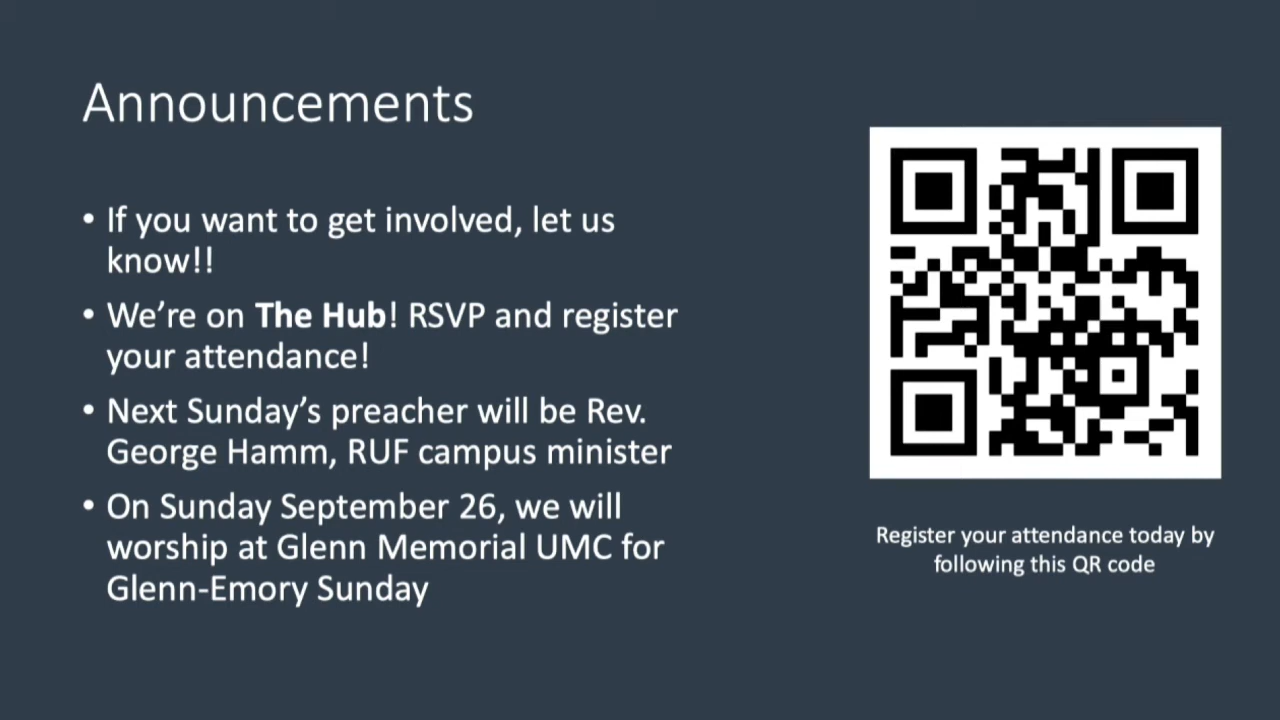 Announcements
• If you want to get involved, let us
know!!
• We’re on The Hub! RSVP and register
your attendance!
• Next Sunday’s preacher will be Rev.
George Hamm, RUF campus minister
• On Sunday September 26, we will
worship at Glenn Memorial UMC for
Glenn-Emory Sunday
Register your attendance today by
following this QR code